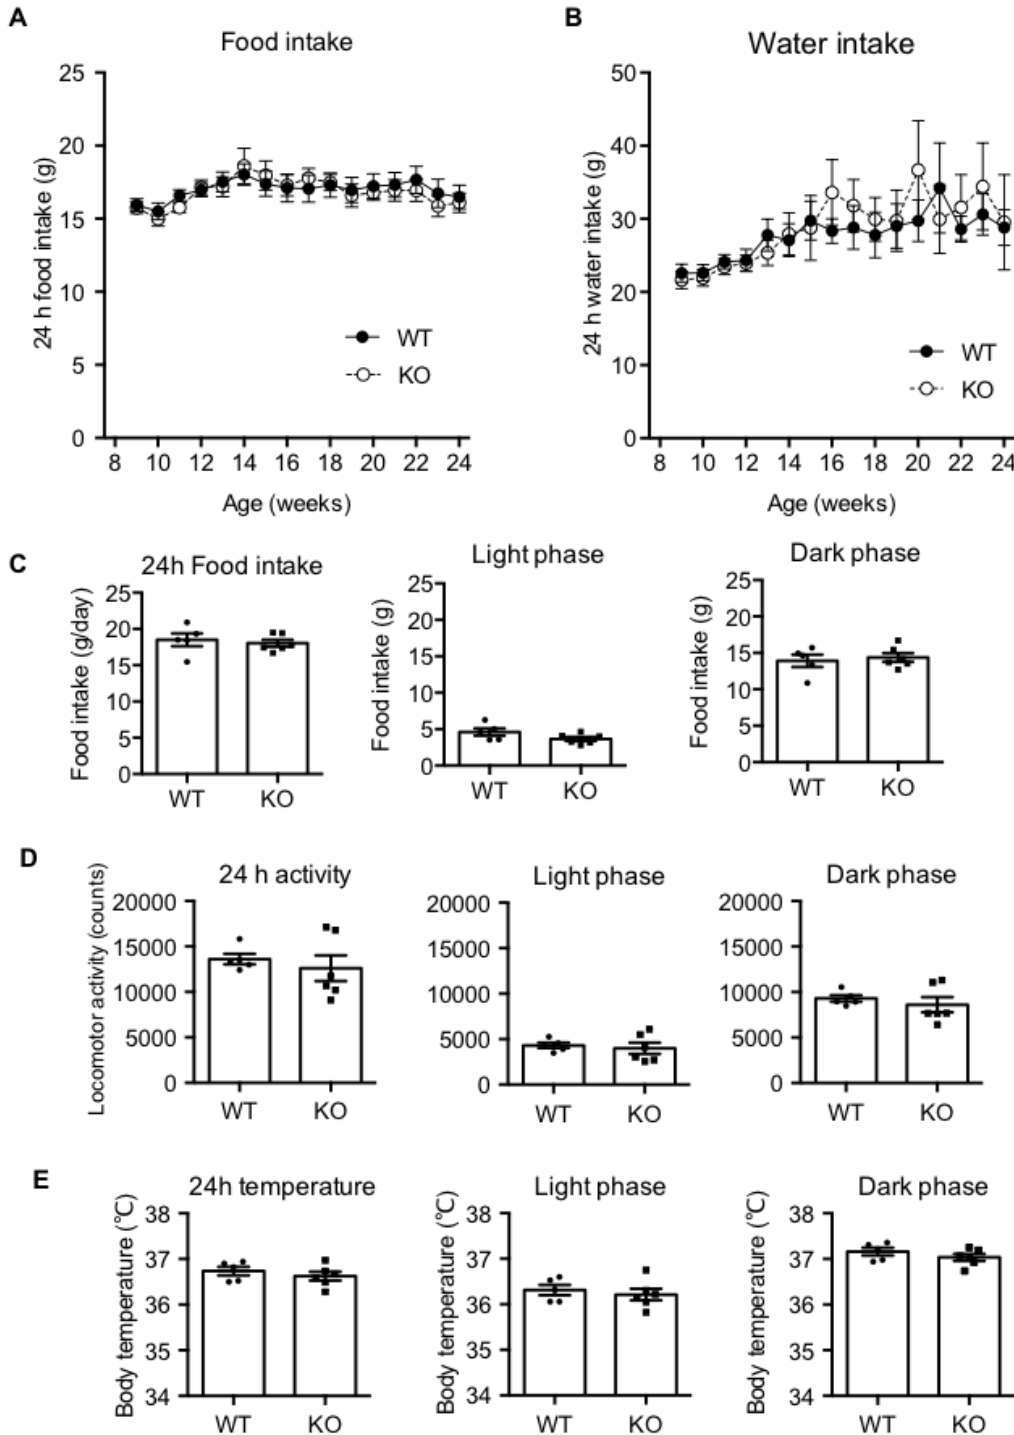 A
Food intake
24 h food intake (g)
25
20
15
10
5
0
WT
KO
8 10 12 14 16 18 20 22 24
Age (weeks)
B
Water intake
24 h water intake (g)
50
40
30
20
10
0
WT
KO
8 10 12 14 16 18 20 22 24
Age (weeks)
C
24h Food intake
Food intake (g/day)
25
20
15
10
5
0
WT KO
Light phase
Food intake (g)
25
20
15
10
5
0
WT KO
Dark phase
Food intake (g)
25
20
15
10
5
0
WT KO
D
24 h activity
Locomotor activity (counts)
20000
15000
10000
5000
0
WT KO
Light phase
20000
15000
10000
5000
0
WT KO
Dark phase
20000
15000
10000
5000
0
WT KO
E
24h temperature
Body temperature (℃)
38
37
36
35
34
WT KO
Light phase
Body temperature (℃)
38
37
36
35
34
WT KO
Dark phase
Body temperature (℃)
38
37
36
35
34
WT KO